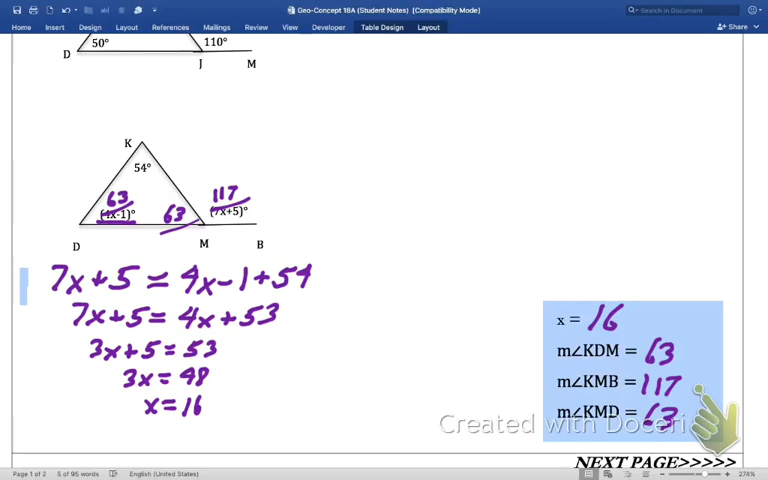 Geo-Concept 18A (Student Notes) [Compatibility Mode]
Search in Document
Home Insert Design Layout References Mailings Review View Developer Table Design Layout
Share
50°
110°
D
J
M
K
54°
63
117
(4x-1)°
63
(7x+5)°
D
M
B
7x+5=4x-1+54
7x+5=4x+53
3x+5=53
3x=48
x=16
x = 16
m∠KDM = 63
m∠KMB = 117
m∠KMD = 63
Created with Doceri
NEXT PAGE>>>>>
Page 1 of 2 5 of 95 words English (United States) 274%